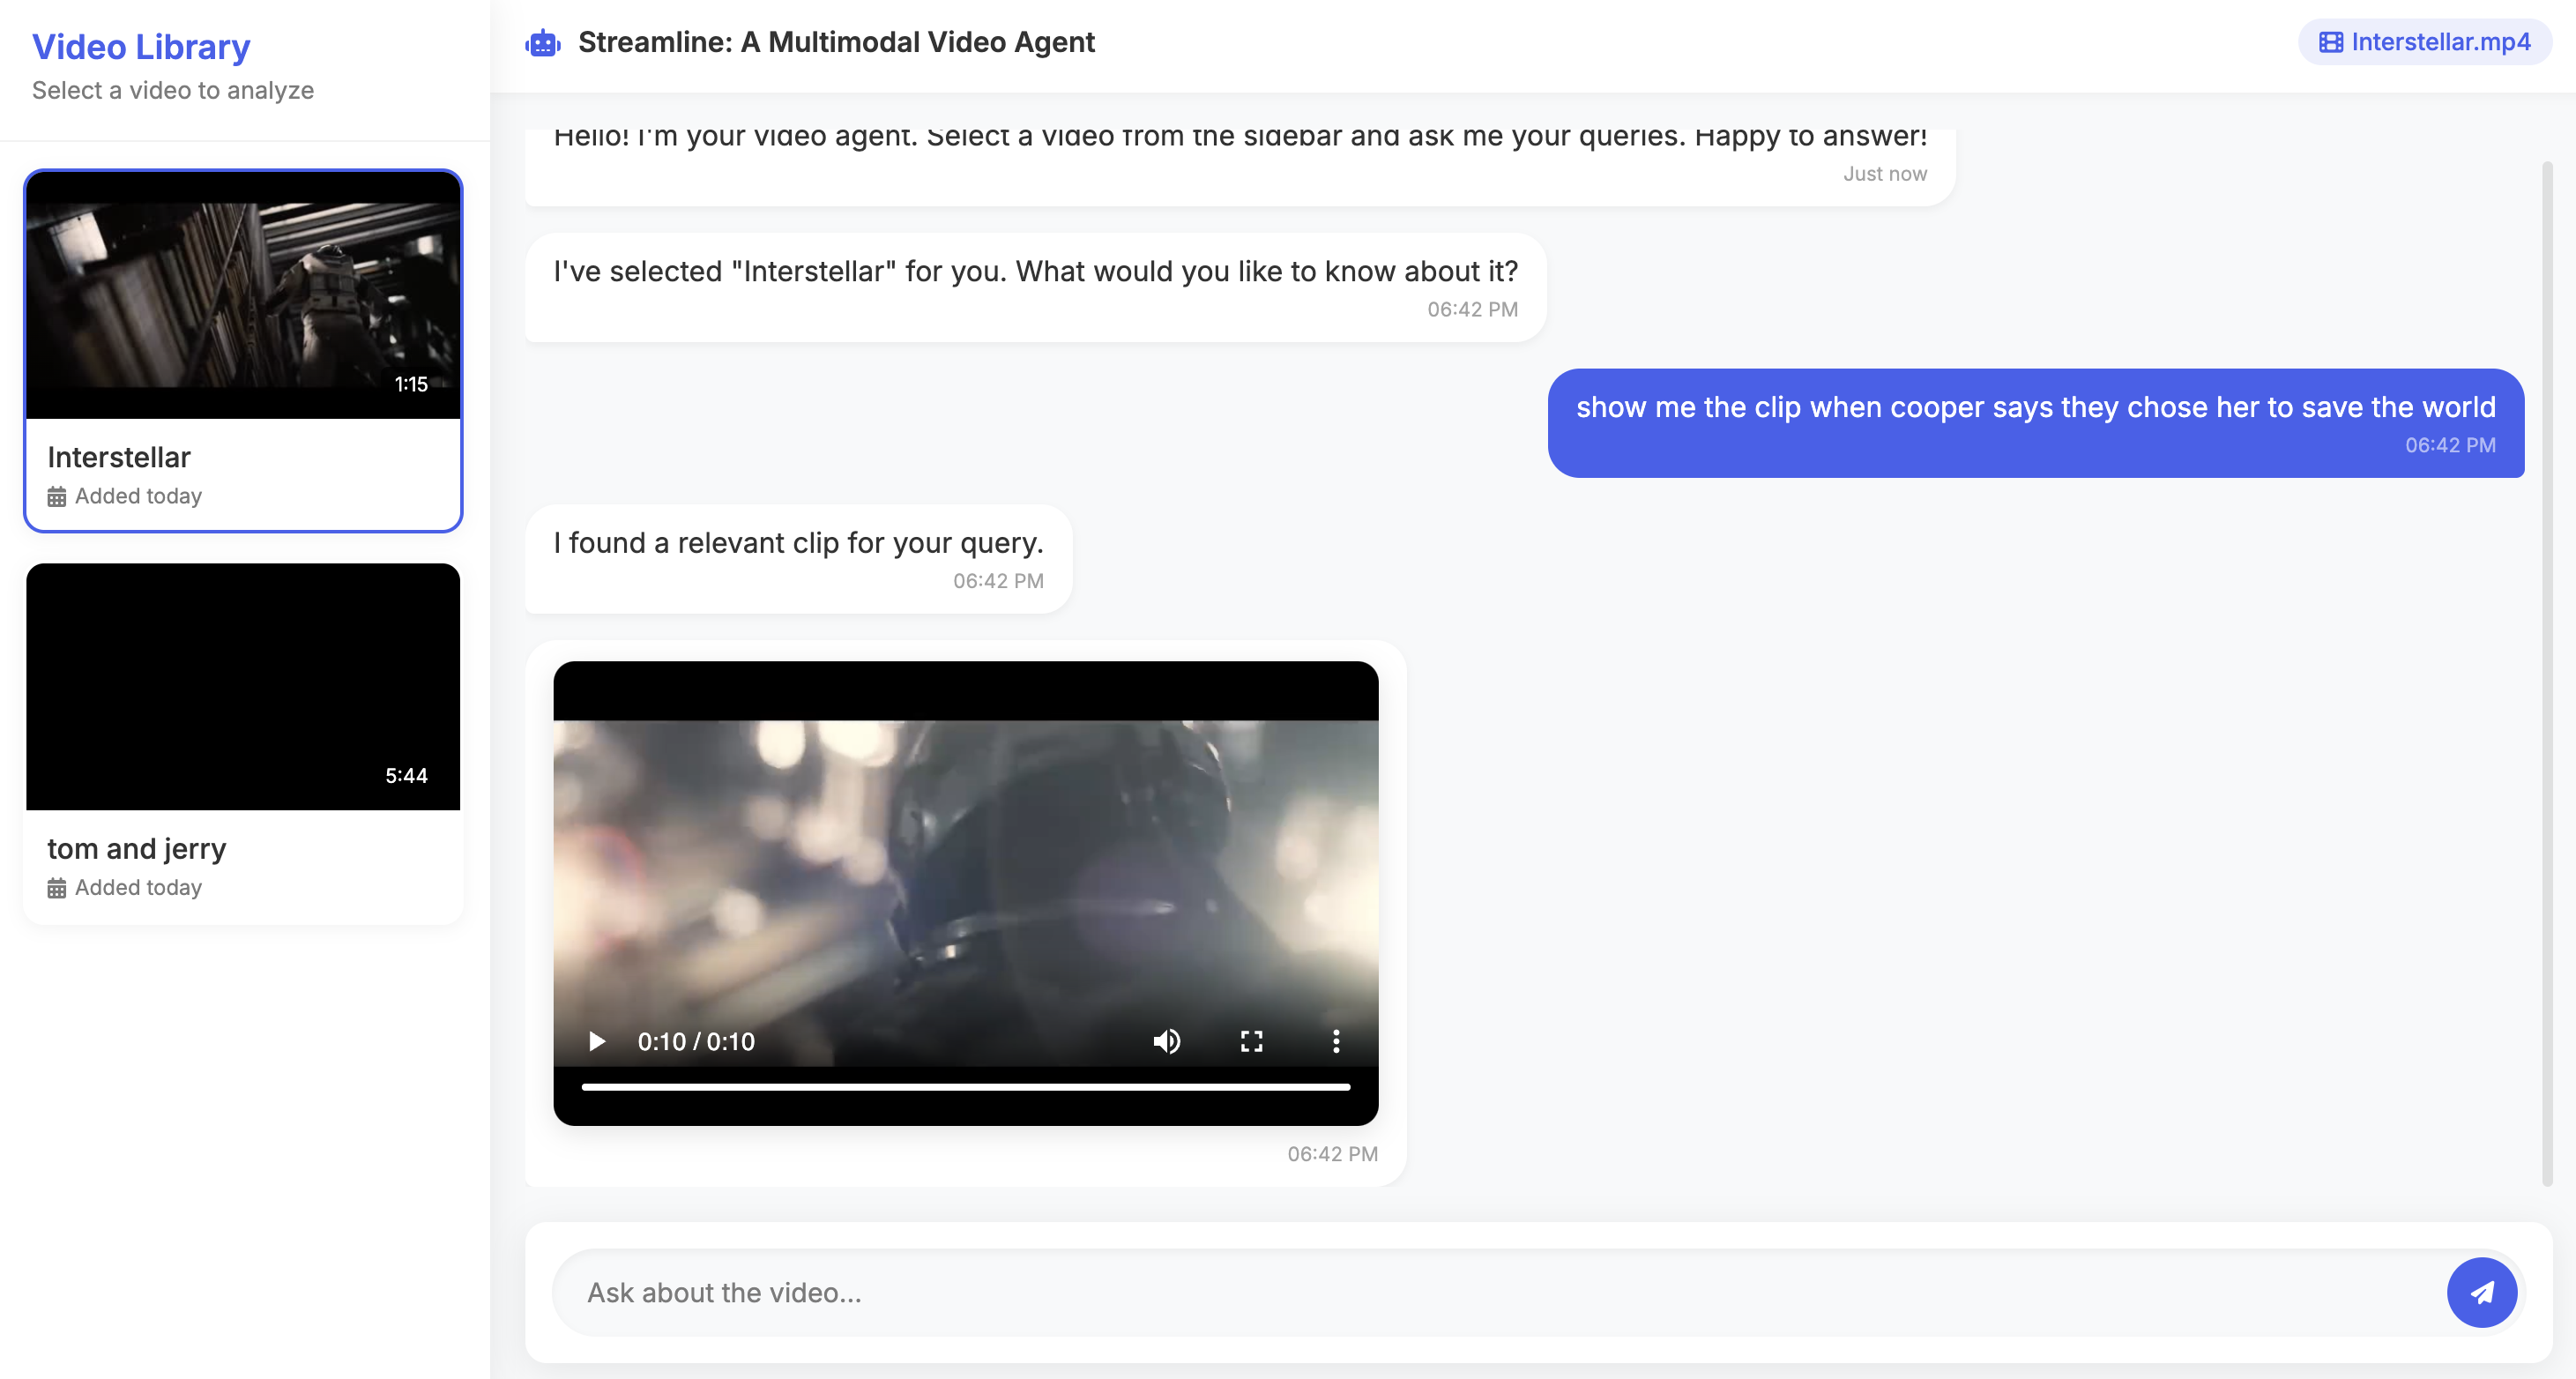 Video Library
Select a video to analyze
1:15
Interstellar
Added today
5:44
tom and jerry
Added today
Streamline: A Multimodal Video Agent
Interstellar.mp4
Hello! I'm your video agent. Select a video from the sidebar and ask me your queries. Happy to answer!
Just now
I've selected "Interstellar" for you. What would you like to know about it?
06:42 PM
show me the clip when cooper says they chose her to save the world
06:42 PM
I found a relevant clip for your query.
06:42 PM
0:10 / 0:10
06:42 PM
Ask about the video...